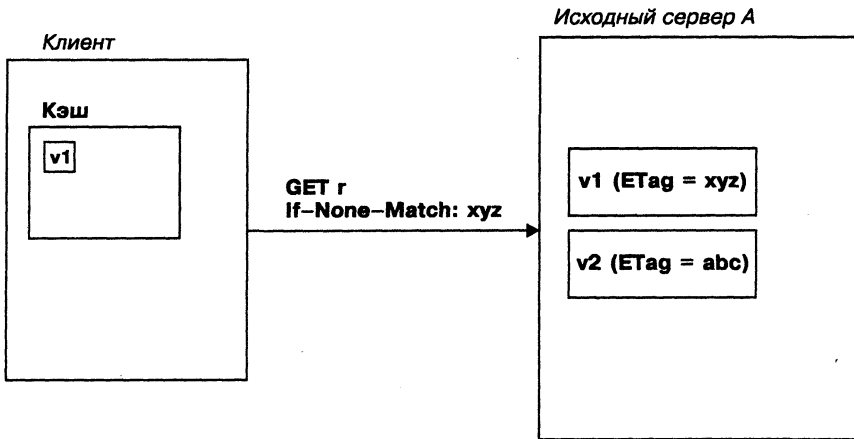 Исходный сервер А
Клиент
Кэш
v1
GET r
If-None-Match: xyz
v1 (ETag = xyz)
v2 (ETag = abc)